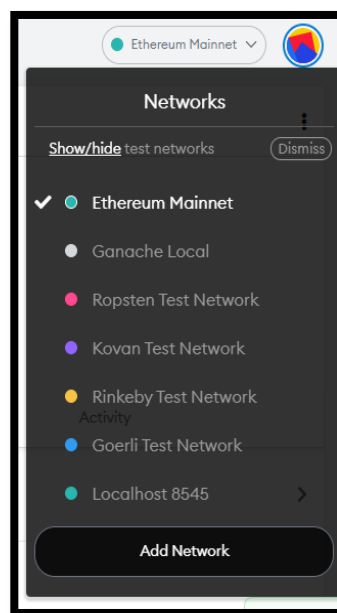 Ethereum Mainnet
Networks
Show/hide test networks
Dismiss
Ethereum Mainnet
Ganache Local
Ropsten Test Network
Kovan Test Network
Rinkeby Test Network
Activity
Goerli Test Network
Localhost 8545
Add Network